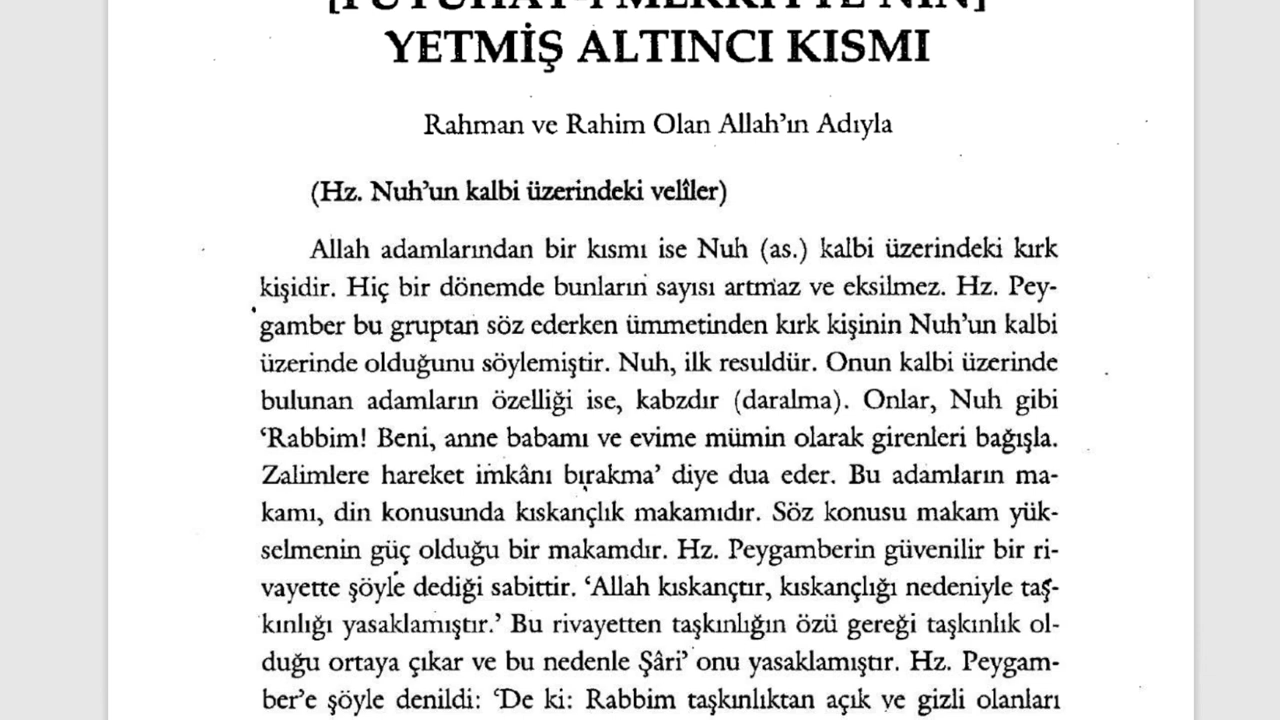 [FÜTÛHÂT-I MEKKİYYE'NİN]
YETMİŞ ALTINCI KISMI
Rahman ve Rahim Olan Allah'ın Adıyla
(Hz. Nuh'un kalbi üzerindeki velîler)
Allah adamlarından bir kısmı ise Nuh (as.) kalbi üzerindeki kırk
kişidir. Hiç bir dönemde bunların sayısı artmaz ve eksilmez. Hz. Pey-
gamber bu gruptan söz ederken ümmetinden kırk kişinin Nuh'un kalbi
üzerinde olduğunu söylemiştir. Nuh, ilk resuldür. Onun kalbi üzerinde
bulunan adamların özelliği ise, kabzdır (daralma). Onlar, Nuh gibi
'Rabbim! Beni, anne babamı ve evime mümin olarak girenleri bağışla.
Zalimlere hareket imkânı bırakma' diye dua eder. Bu adamların ma-
kamı, din konusunda kıskançlık makamıdır. Söz konusu makam yük-
selmenin güç olduğu bir makamdır. Hz. Peygamberin güvenilir bir ri-
vayette şöyle dediği sabittir. 'Allah kıskançtır, kıskançlığı nedeniyle taş-
kınlığı yasaklamıştır.' Bu rivayetten taşkınlığın özü gereği taşkınlık ol-
duğu ortaya çıkar ve bu nedenle Şâri' onu yasaklamıştır. Hz. Peygam-
ber'e şöyle denildi: 'De ki: Rabbim taşkınlıktan açık ve gizli olanları